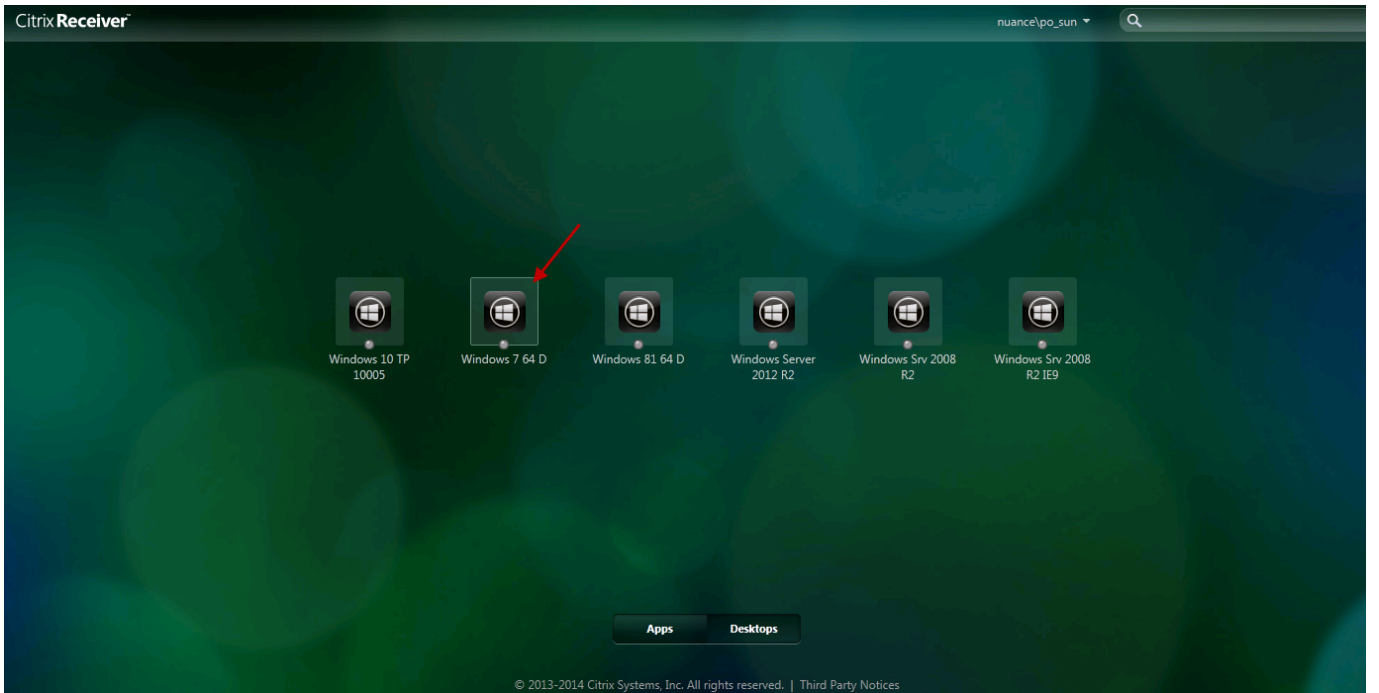 Citrix Receiver™
nuance\po_sun
Windows 10 TP
10005
Windows 7 64 D
Windows 81 64 D
Windows Server
2012 R2
Windows Srv 2008
R2
Windows Srv 2008
R2 IE9
Apps
Desktops
© 2013-2014 Citrix Systems, Inc. All rights reserved. | Third Party Notices